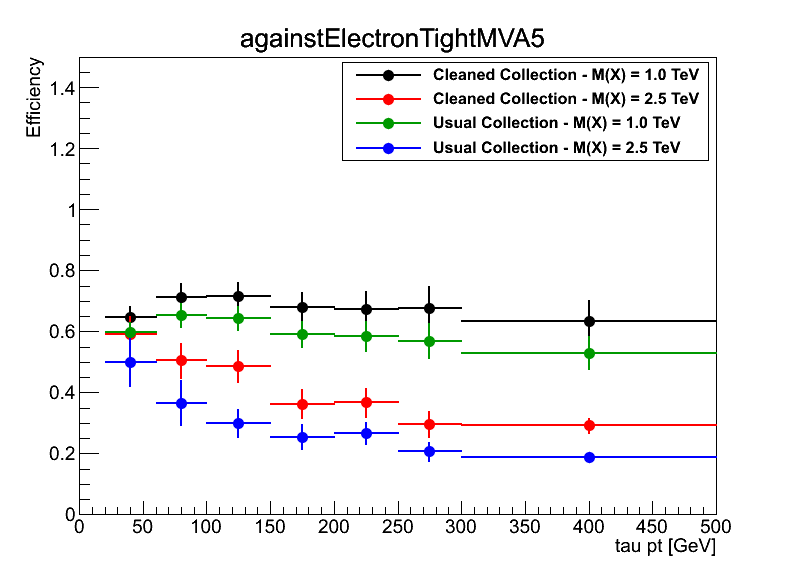 againstElectronTightMVA5
Efficiency
Cleaned Collection - M(X) = 1.0 TeV
Cleaned Collection - M(X) = 2.5 TeV
Usual Collection - M(X) = 1.0 TeV
Usual Collection - M(X) = 2.5 TeV
1.4
1.2
1
0.8
0.6
0.4
0.2
0
0 50 100 150 200 250 300 350 400 450 500
tau pt [GeV]